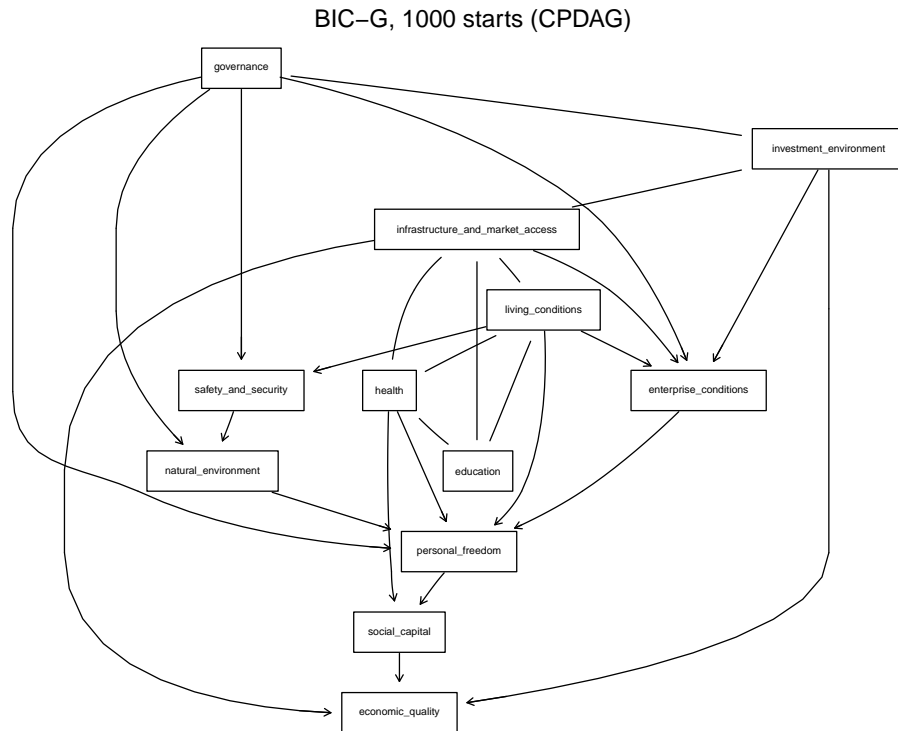 BIC−G, 1000 starts (CPDAG)
governance
investment_environment
infrastructure_and_market_access
living_conditions
safety_and_security
health
enterprise_conditions
natural_environment
education
personal_freedom
social_capital
economic_quality